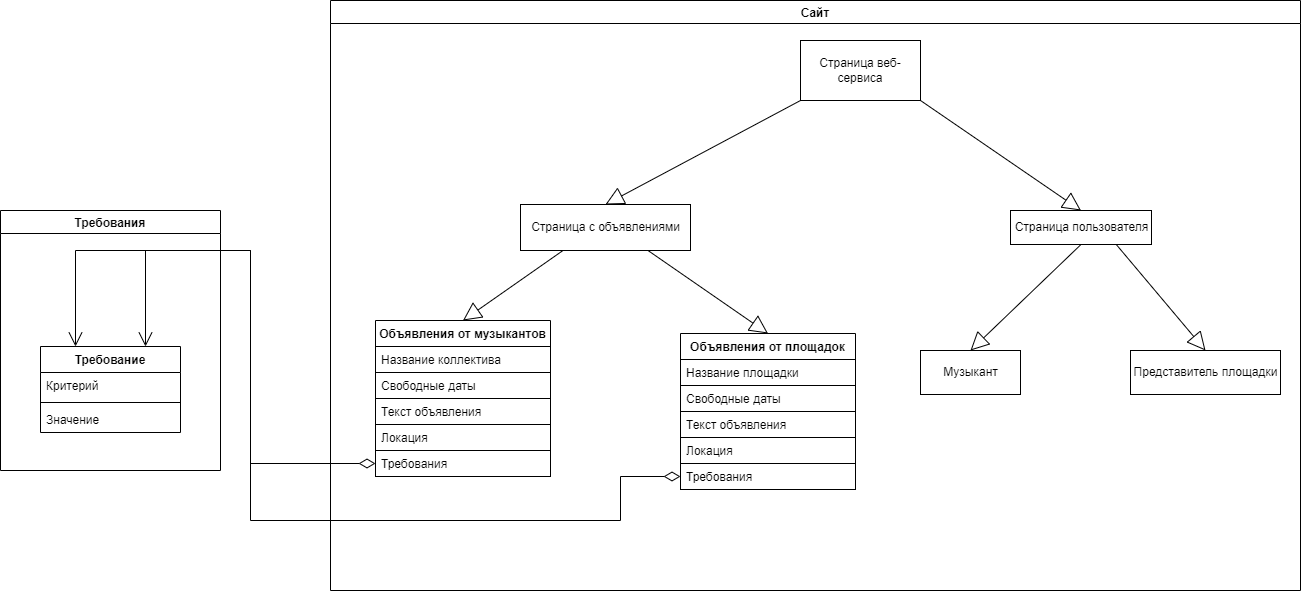 Сайт
Страница веб-
сервиса
Страница с объявлениями
Страница пользователя
Требования
Требование
Критерий
Значение
Объявления от музыкантов
Название коллектива
Свободные даты
Текст объявления
Локация
Требования
Объявления от площадок
Название площадки
Свободные даты
Текст объявления
Локация
Требования
Музыкант
Представитель площадки